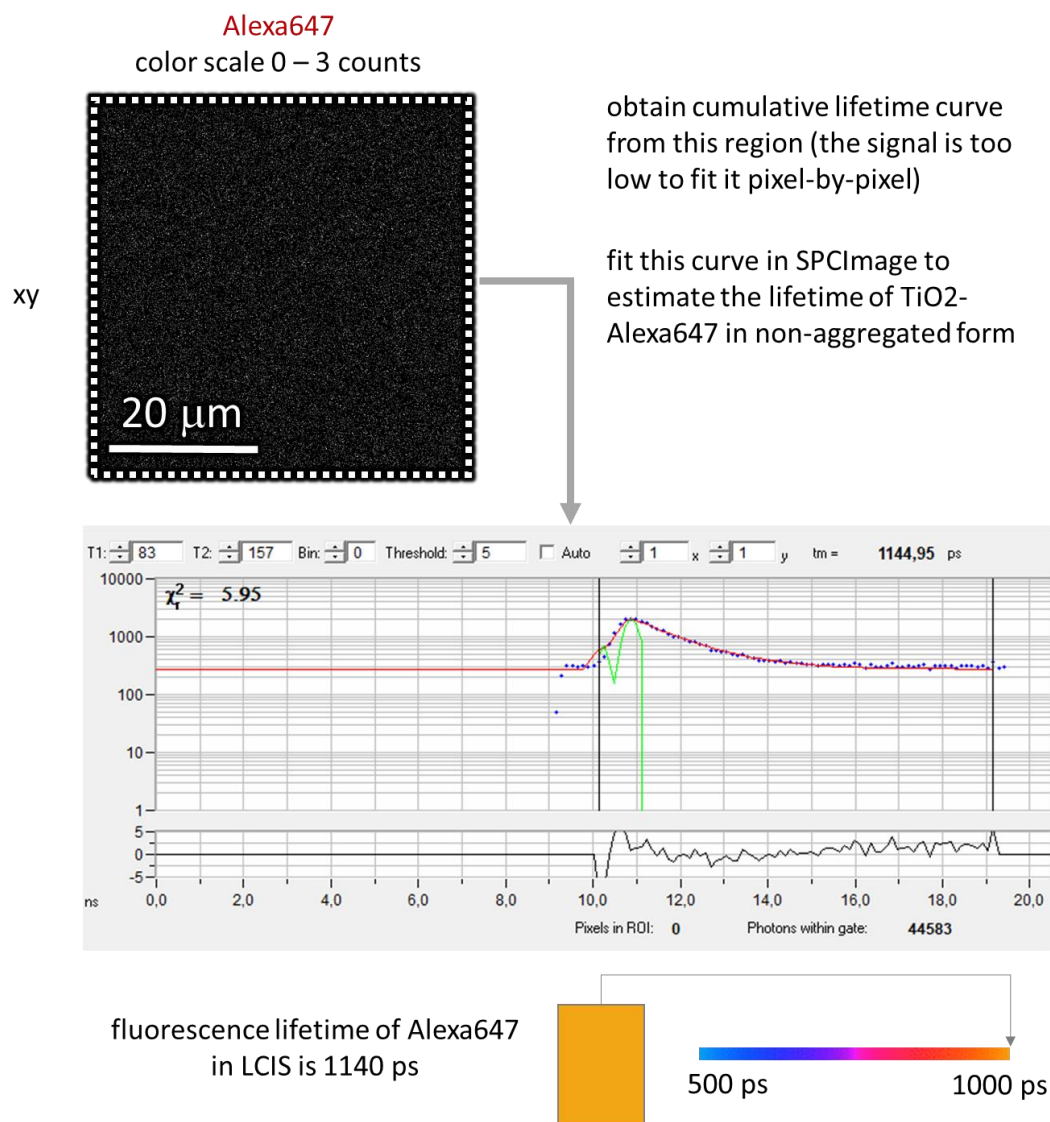 Alexa647
color scale 0 – 3 counts
obtain cumulative lifetime curve
from this region (the signal is too
low to fit it pixel-by-pixel)
fit this curve in SPCImage to
estimate the lifetime of TiO2-
Alexa647 in non-aggregated form
xy
20 μm
T1: 83 T2: 157 Bin: 0 Threshold: 5 Auto 1 x 1 y tm = 1144,95 ps
10000
χ²r = 5.95
1000
100
10
1
5
0
-5
ns 0,0 2,0 4,0 6,0 8,0 10,0 12,0 14,0 16,0 18,0 20,0
Pixels in ROI: 0 Photons within gate: 44583
fluorescence lifetime of Alexa647
in LCIS is 1140 ps
500 ps 1000 ps